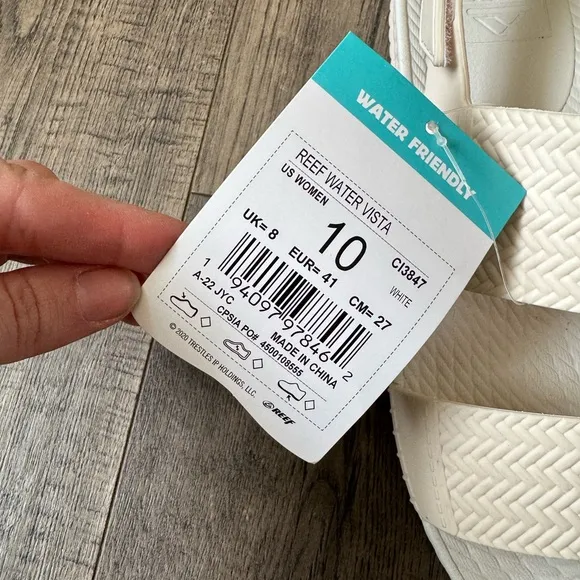 WATER FRIENDLY
REEF WATER VISTA
US WOMEN
10
CI3847
WHITE
UK= 8 EUR= 41 CM= 27
1 94097 97846 2
A-22 JYC
CPSIA PO# 4500108555
MADE IN CHINA
© 2020 TRESTLES IP HOLDINGS, LLC.
REEF